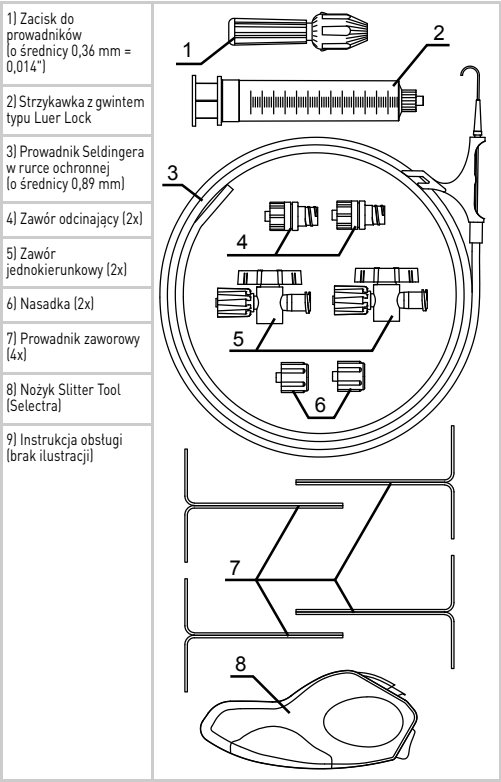 1) Zacisk do
prowadników
(o średnicy 0,36 mm =
0,014")
2) Strzykawka z gwintem
typu Luer Lock
3) Prowadnik Seldingera
w rurce ochronnej
(o średnicy 0,89 mm)
4) Zawór odcinający (2x)
5) Zawór
jednokierunkowy (2x)
6) Nasadka (2x)
7) Prowadnik zaworowy
(4x)
8) Nożyk Slitter Tool
(Selectra)
9) Instrukcja obsługi
(brak ilustracji)
1
2
3
4
5
6
7
8